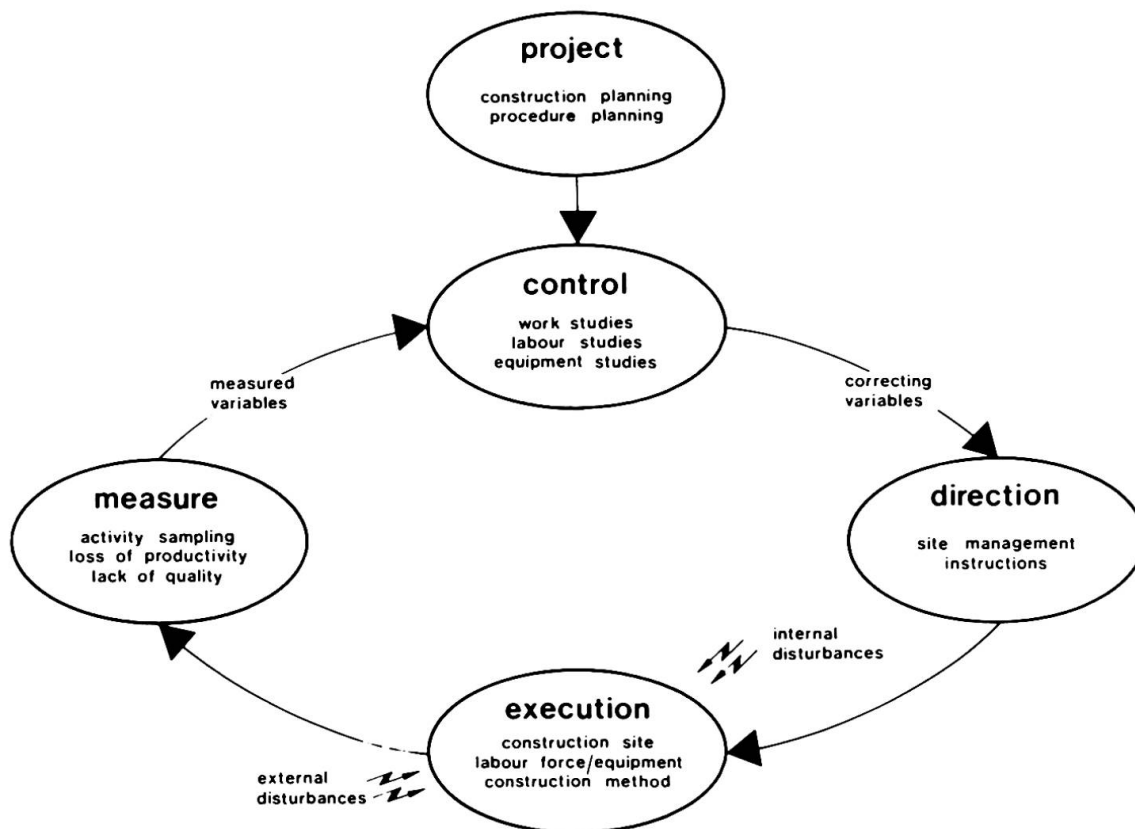 project
construction planning
procedure planning
control
work studies
labour studies
equipment studies
measured
variables
correcting
variables
measure
activity sampling
loss of productivity
lack of quality
direction
site management
instructions
internal
disturbances
execution
construction site
labour force/equipment
construction method
external
disturbances